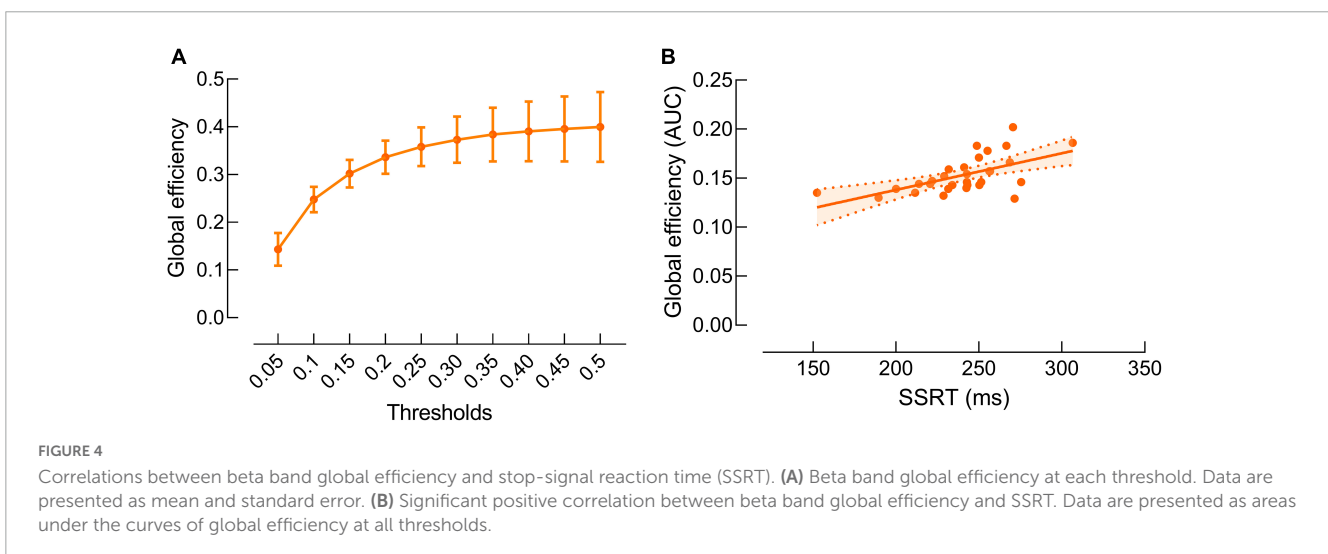 A
Global efficiency
0.5
0.4
0.3
0.2
0.1
0.0
0.05 0.1 0.15 0.2 0.25 0.30 0.35 0.40 0.45 0.5
Thresholds
B
Global efficiency (AUC)
0.25
0.20
0.15
0.10
0.05
0.00
150 200 250 300 350
SSRT (ms)
FIGURE 4
Correlations between beta band global efficiency and stop-signal reaction time (SSRT). (A) Beta band global efficiency at each threshold. Data are
presented as mean and standard error. (B) Significant positive correlation between beta band global efficiency and SSRT. Data are presented as areas
under the curves of global efficiency at all thresholds.